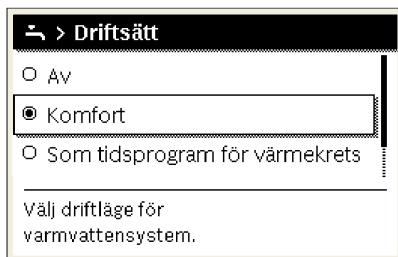 > Driftsätt
Av
Komfort
Som tidsprogram för värmekrets
Välj driftläge för
varmvattensystem.